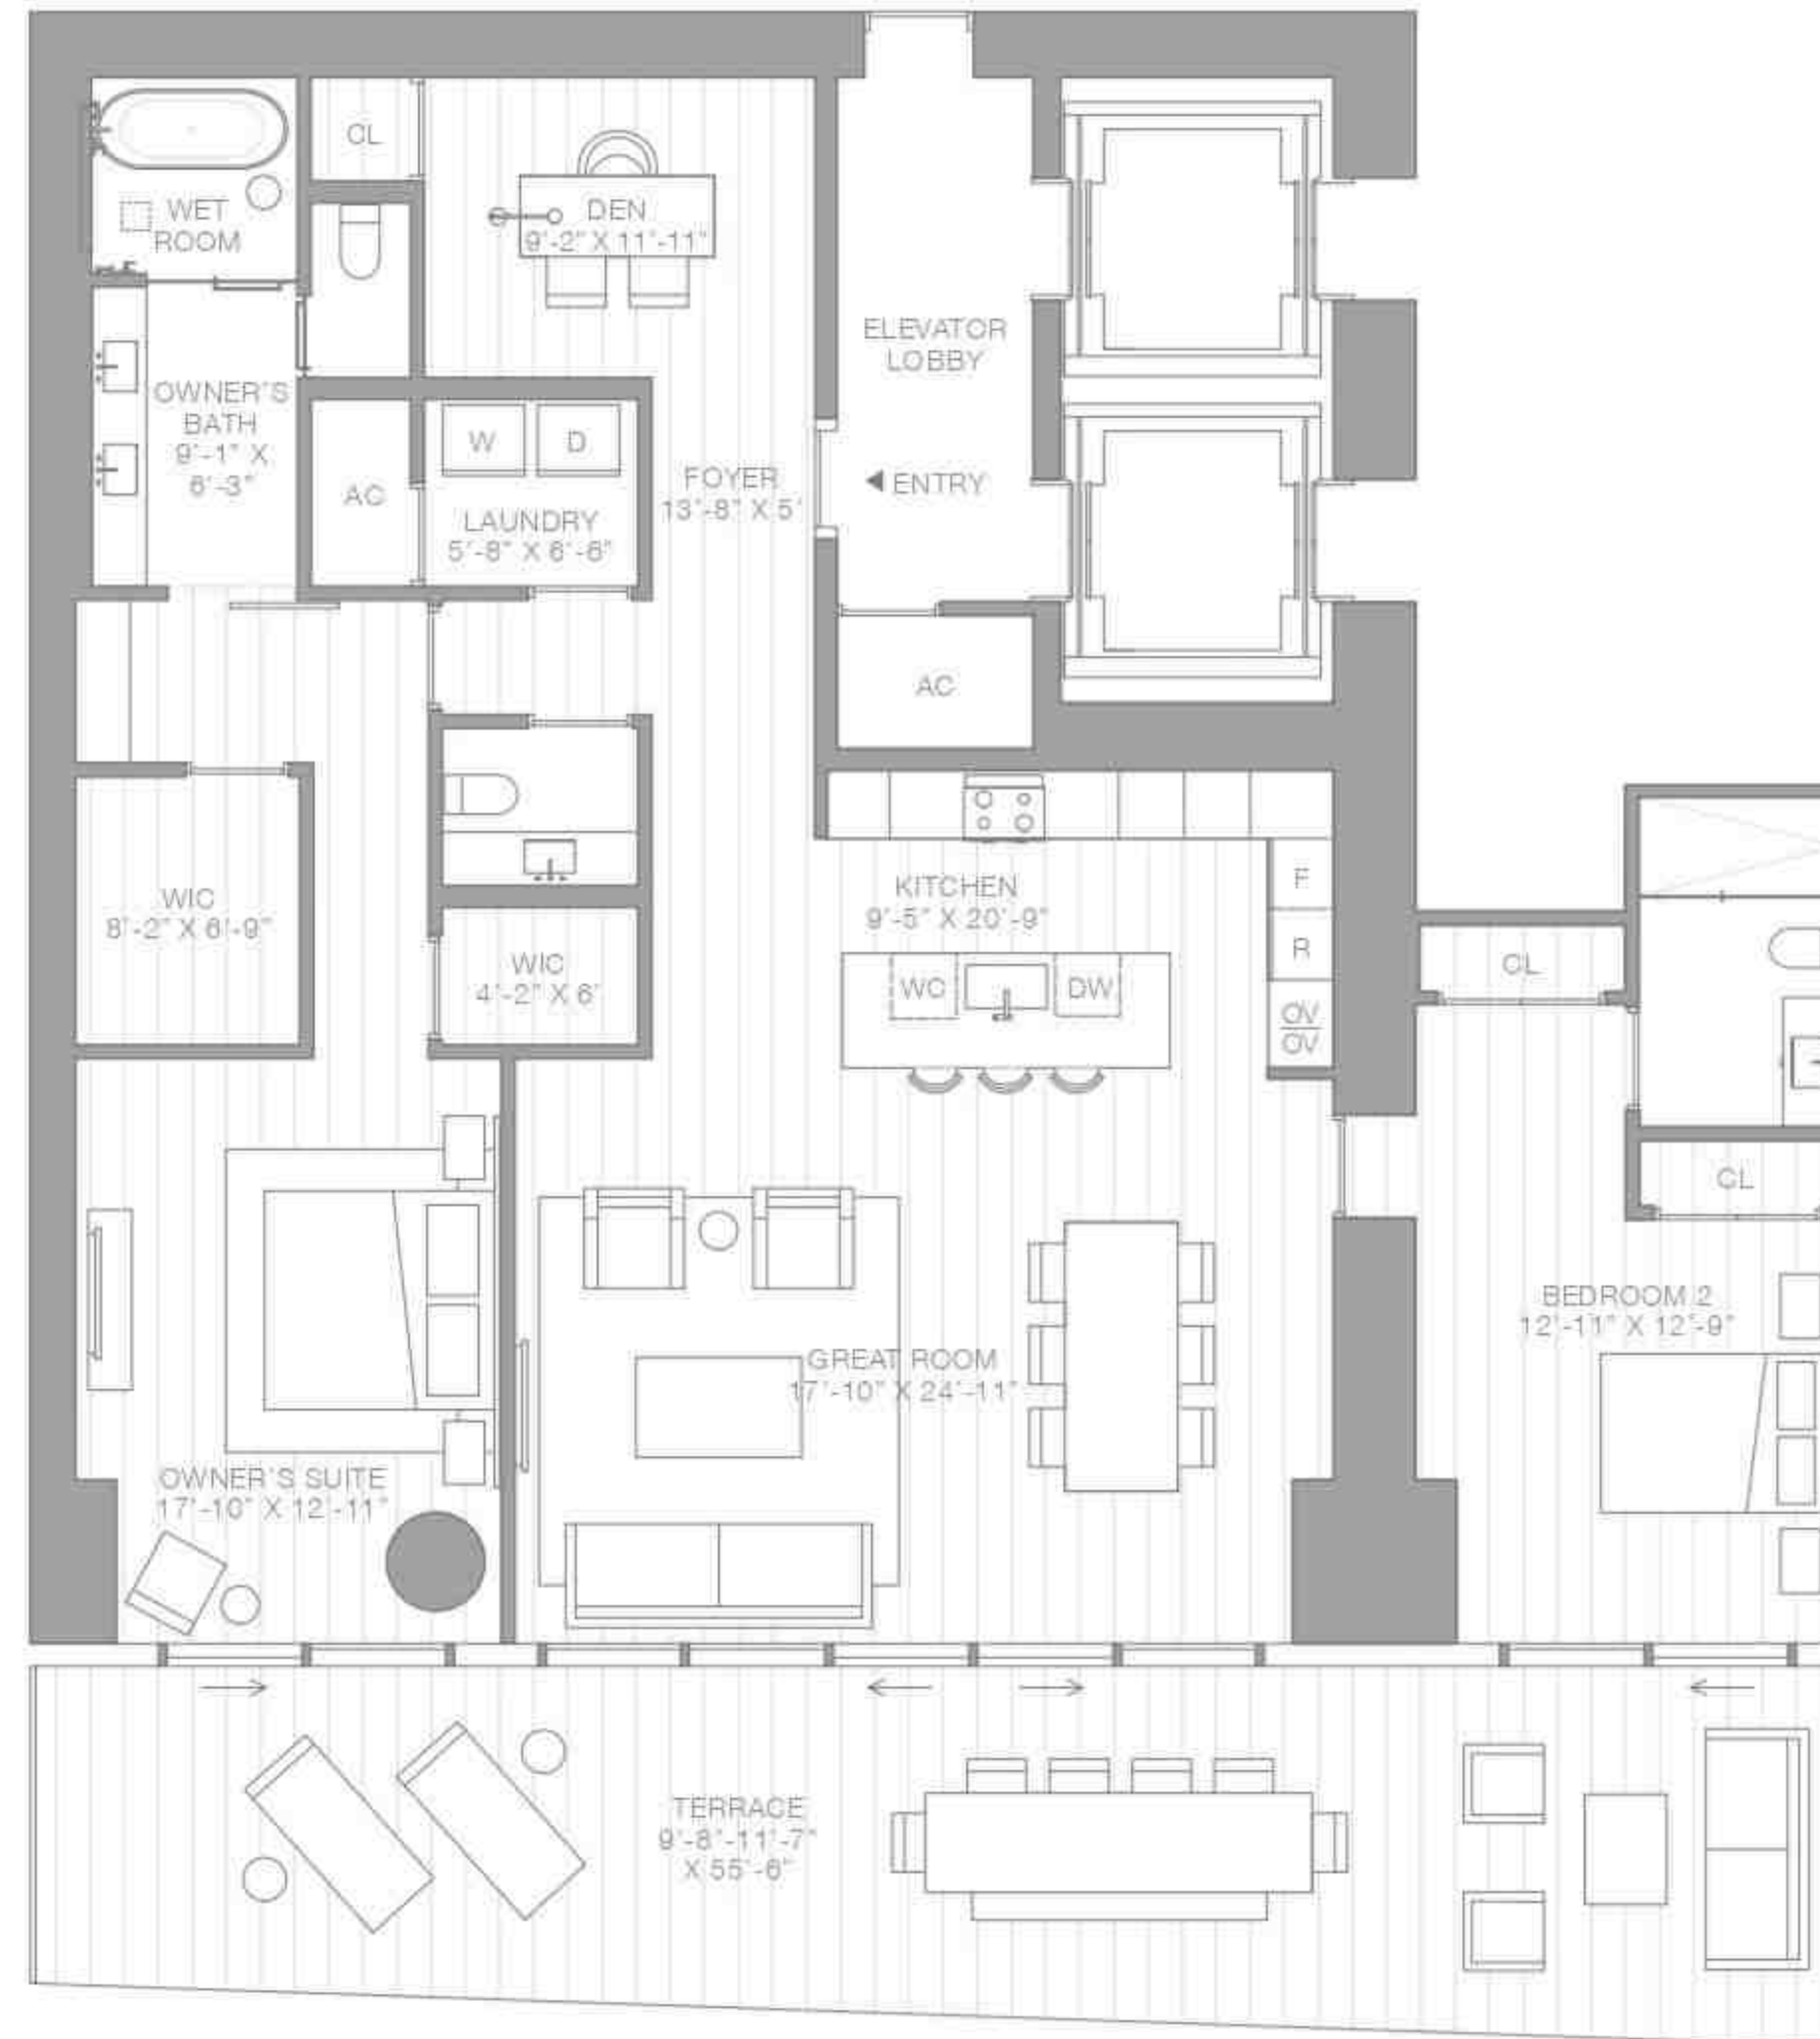 CL
WET
ROOM
DEN
9'-2" X 11'-11"
ELEVATOR
LOBBY
OWNER'S
BATH
9'-1" X
6'-3"
W
D
AC
LAUNDRY
5'-8" X 6'-6"
FOYER
13'-8" X 5'
◀ ENTRY
AC
WIC
8'-2" X 6'-9"
WIC
4'-2" X 6'
KITCHEN
9'-5" X 20'-9"
F
R
OV
OV
WC
DW
CL
CL
BEDROOM 2
12'-11" X 12'-9"
GREAT ROOM
17'-10" X 24'-11"
OWNER'S SUITE
17'-10" X 12'-11"
TERRACE
9'-8"-11'-7"
X 55'-6"